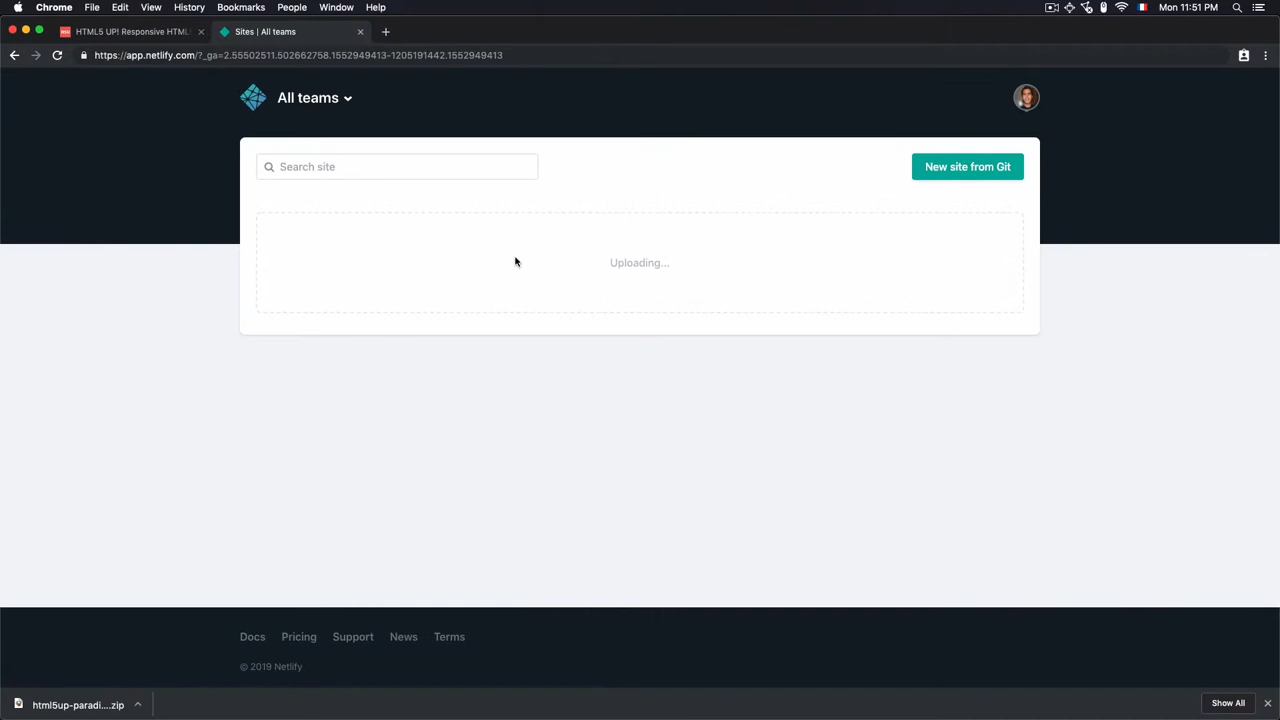 Chrome File Edit View History Bookmarks People Window Help Mon 11:51 PM
HTML5 UP! Responsive HTML
Sites | All teams
https://app.netlify.com/?_ga=2.55502511.502662758.1552949413-1205191442.1552949413
All teams
Search site
New site from Git
Uploading...
Docs Pricing Support News Terms
© 2019 Netlify
html5up-paradi....zip
Show All